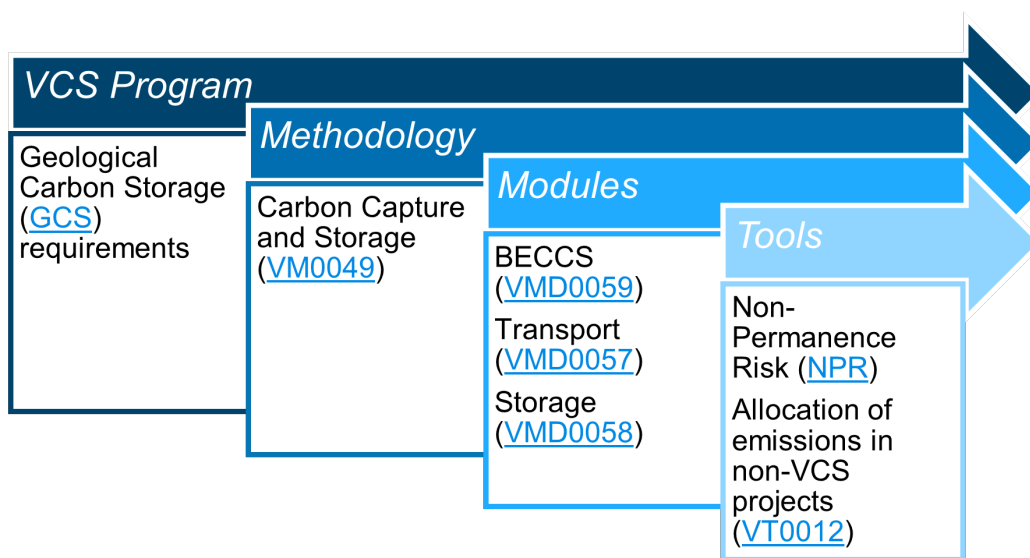 VCS Program
Geological
Carbon Storage
(GCS)
requirements
Methodology
Carbon Capture
and Storage
(VM0049)
Modules
BECCS
(VMD0059)
Transport
(VMD0057)
Storage
(VMD0058)
Tools
Non-
Permanence
Risk (NPR)
Allocation of
emissions in
non-VCS
projects
(VT0012)